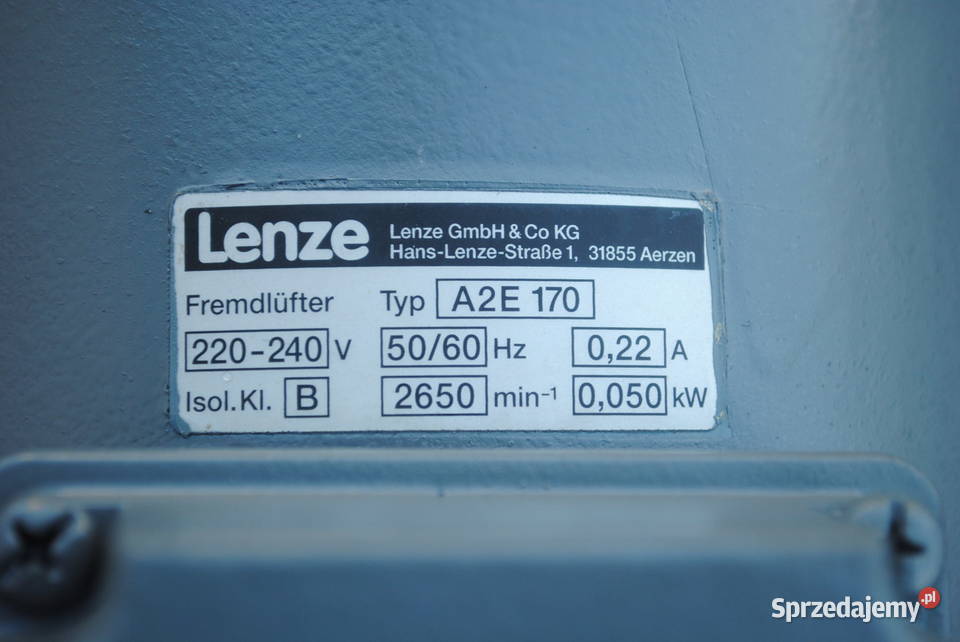 Lenze Lenze GmbH & Co KG
Hans-Lenze-Straße 1, 31855 Aerzen
Fremdlüfter Typ A2E 170
220-240 V 50/60 Hz 0,22 A
Isol. Kl. B 2650 min⁻¹ 0,050 kW
Sprzedajemy.pl